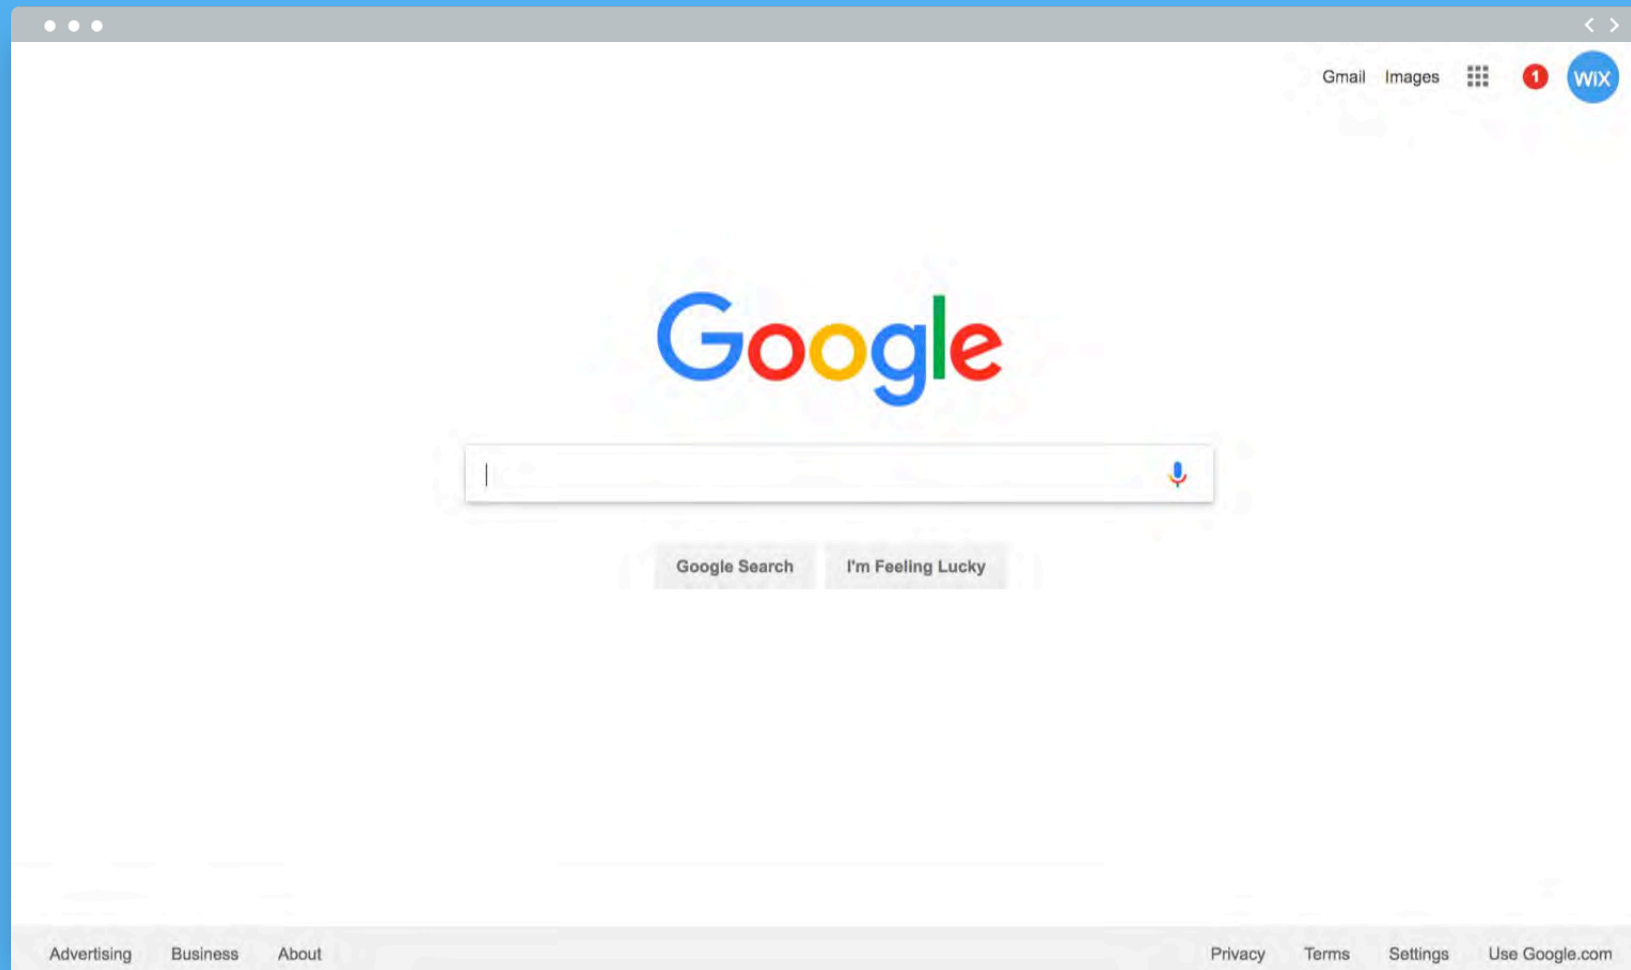 Gmail Images 1 WIX
Google
Google Search I'm Feeling Lucky
Advertising Business About Privacy Terms Settings Use Google.com